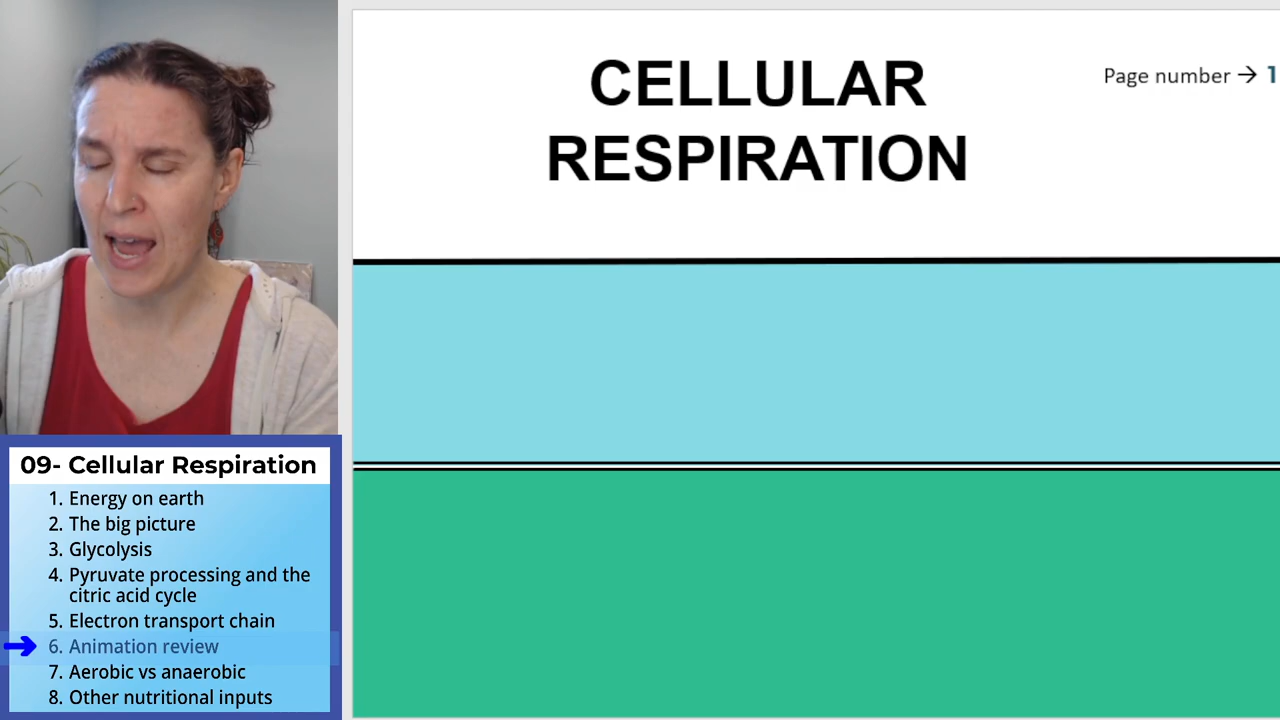 CELLULAR
RESPIRATION
Page number → 1
09- Cellular Respiration
1. Energy on earth
2. The big picture
3. Glycolysis
4. Pyruvate processing and the
citric acid cycle
5. Electron transport chain
6. Animation review
7. Aerobic vs anaerobic
8. Other nutritional inputs